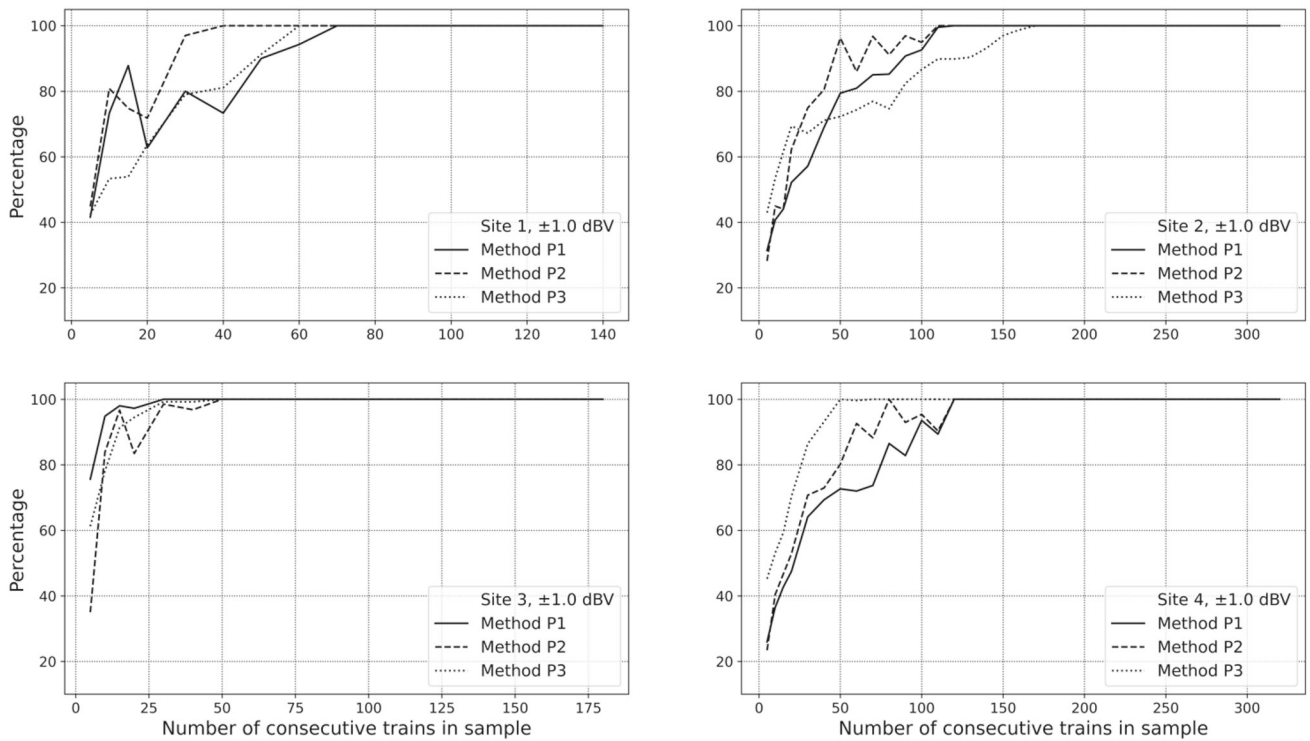 100
80
60
40
20
Percentage
Site 1, ±1.0 dBV
Method P1
Method P2
Method P3
0 20 40 60 80 100 120 140
100
80
60
40
20
Site 2, ±1.0 dBV
Method P1
Method P2
Method P3
0 50 100 150 200 250 300
100
80
60
40
20
Percentage
Site 3, ±1.0 dBV
Method P1
Method P2
Method P3
0 25 50 75 100 125 150 175
Number of consecutive trains in sample
100
80
60
40
20
Site 4, ±1.0 dBV
Method P1
Method P2
Method P3
0 50 100 150 200 250 300
Number of consecutive trains in sample